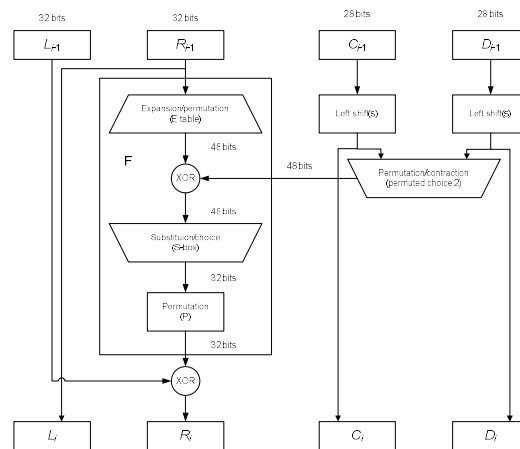 32 bits 32 bits 28 bits 28 bits
Li-1 Ri-1 Ci-1 Di-1
Expansion/permutation
(E table)
Left shift(s) Left shift(s)
F
48 bits
48 bits
XOR
Permutation/contraction
(permuted choice 2)
48 bits
Substituion/choice
(S-box)
32 bits
Permutation
(P)
32 bits
XOR
Li Ri Ci Di